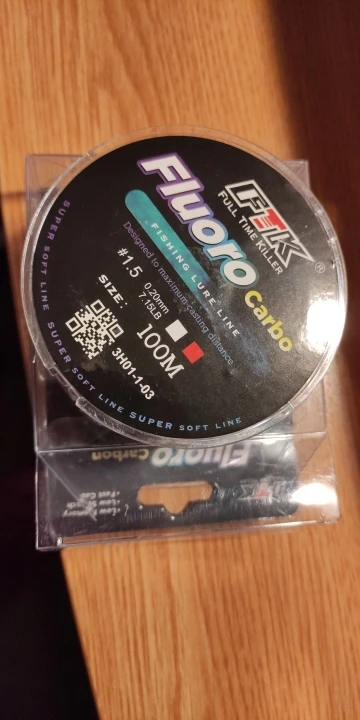 FTK
FULL TIME KILLER
®
Fluoro Carbo
FISHING LURE LINE
Designed to maximum casting distance
#1.5
SIZE:
0.20mm
7.15LB
100M
3H01-1-03
SUPER SOFT LINE SUPER SOFT LINE SUPER SOFT LINE
Fluoro Carbon
FTK